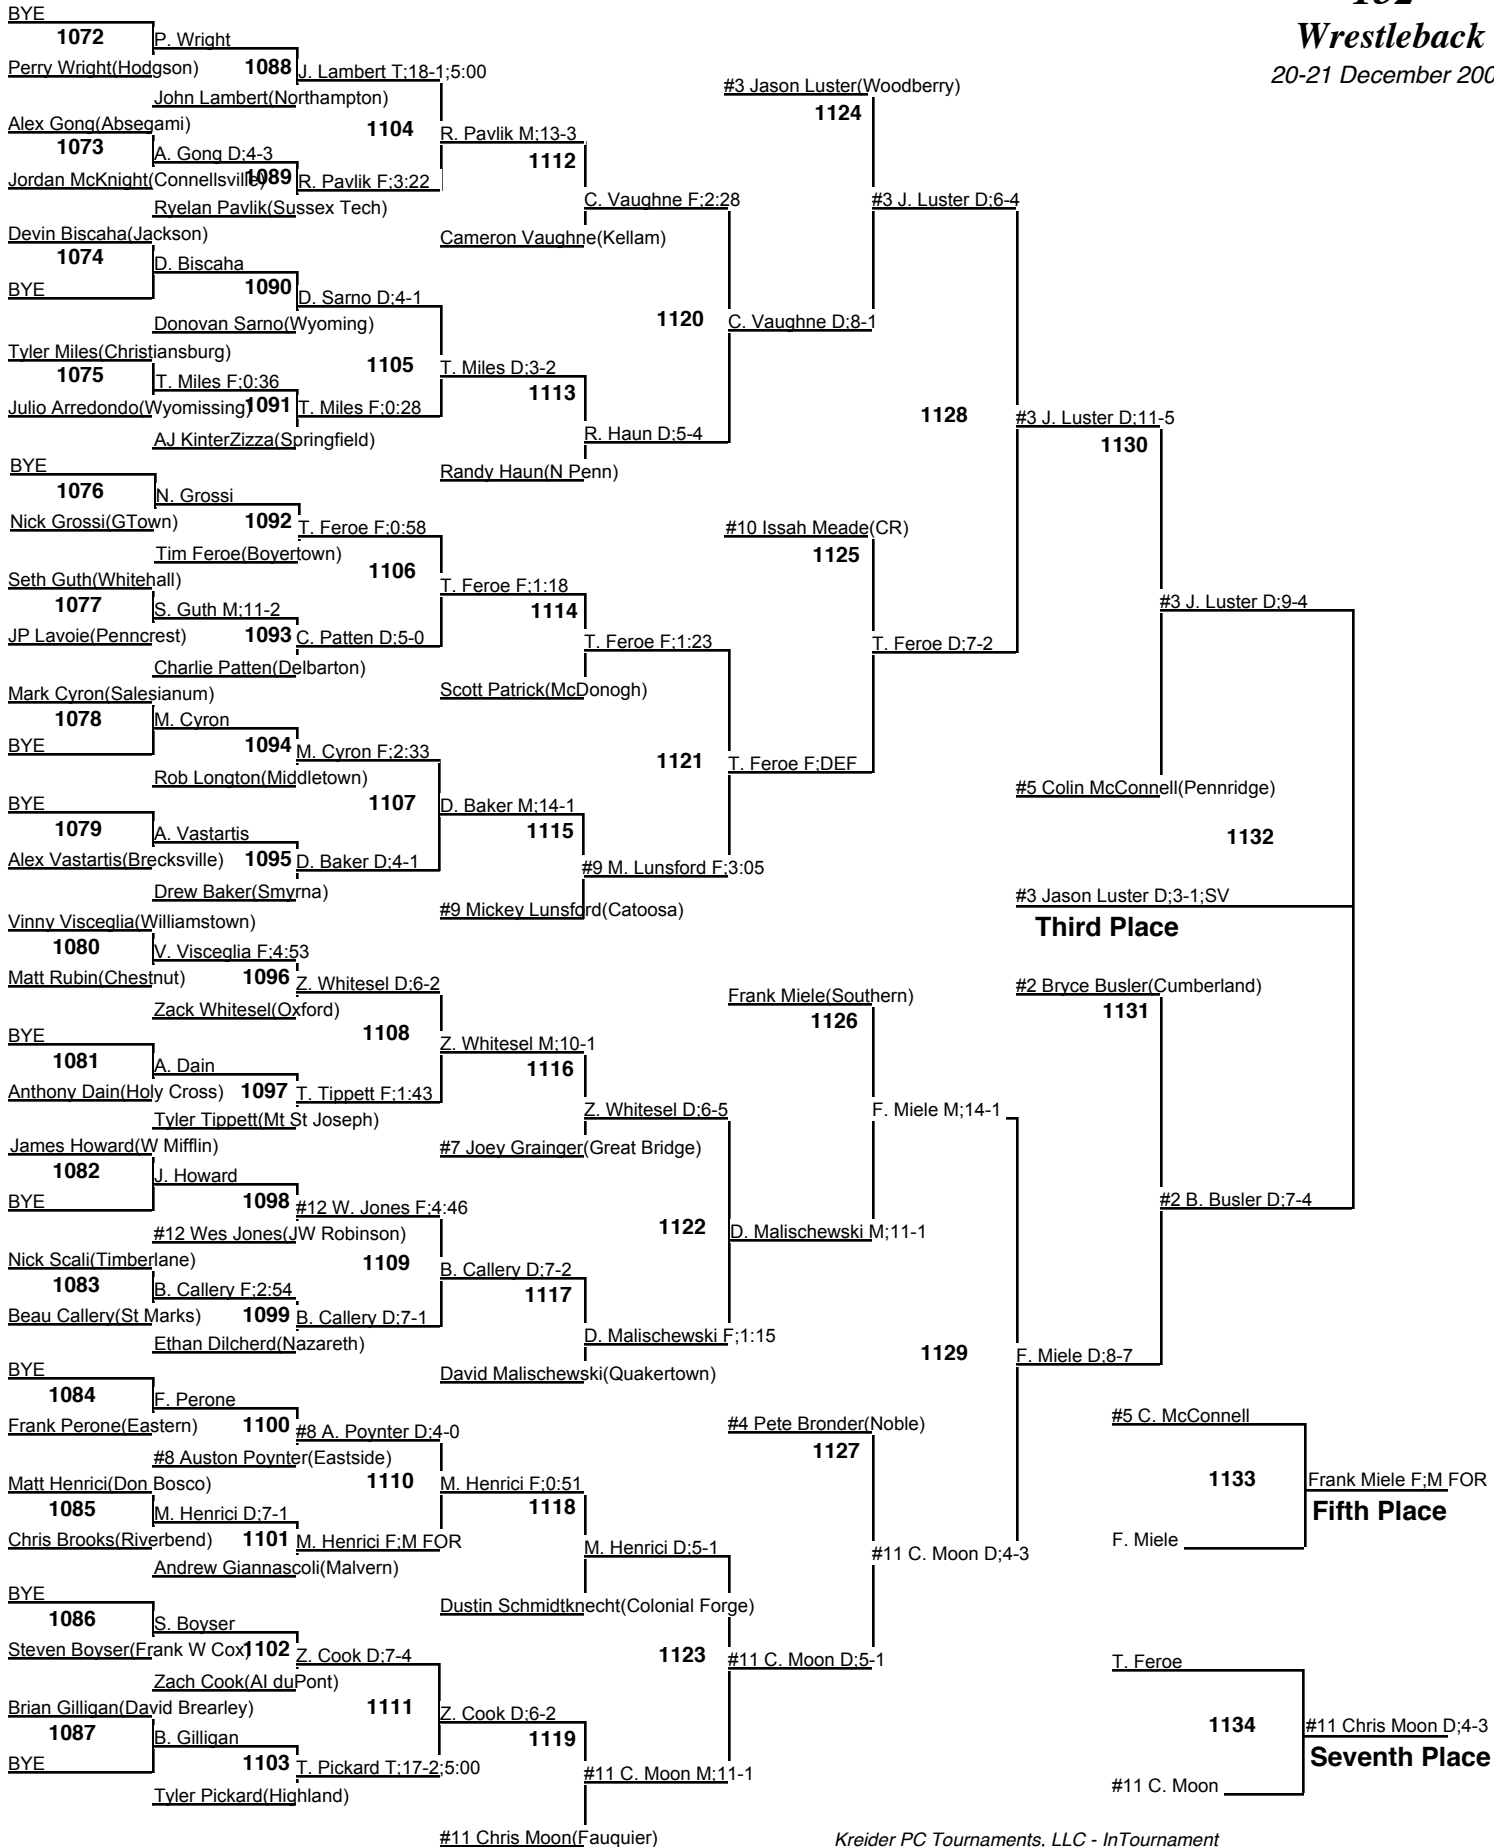 Wrestleback
BYE
1072
P. Wright
Perry Wright(Hodgson)
1088
J. Lambert T;18-1;5:00
John Lambert(Northampton)
Alex Gong(Absegami)
1104
R. Pavlik M;13-3
1073
A. Gong D;4-3
1112
Jordan McKnight(Connellsville)
1089
R. Pavlik F;3:22
Ryelan Pavlik(Sussex Tech)
C. Vaughne F;2:28
Devin Biscaha(Jackson)
Cameron Vaughne(Kellam)
1074
D. Biscaha
BYE
1090
D. Sarno D;4-1
Donovan Sarno(Wyoming)
1120
C. Vaughne D;8-1
Tyler Miles(Christiansburg)
1105
T. Miles D;3-2
1075
T. Miles F;0:36
1113
Julio Arredondo(Wyomissing)
1091
T. Miles F;0:28
AJ KinterZizza(Springfield)
R. Haun D;5-4
BYE
Randy Haun(N Penn)
1076
N. Grossi
Nick Grossi(GTown)
1092
T. Feroe F;0:58
Tim Feroe(Boyertown)
Seth Guth(Whitehall)
1106
T. Feroe F;1:18
1077
S. Guth M;11-2
1114
JP Lavoie(Penncrest)
1093
C. Patten D;5-0
Charlie Patten(Delbarton)
T. Feroe F;1:23
Mark Cyron(Salesianum)
Scott Patrick(McDonogh)
1078
M. Cyron
BYE
1094
M. Cyron F;2:33
1121
T. Feroe F;DEF
Rob Longton(Middletown)
BYE
1107
D. Baker M;14-1
1079
A. Vastartis
1115
Alex Vastartis(Brecksville)
1095
D. Baker D;4-1
#9 M. Lunsford F;3:05
Drew Baker(Smyrna)
#9 Mickey Lunsford(Catoosa)
Vinny Visceglia(Williamstown)
1080
V. Visceglia F;4:53
Matt Rubin(Chestnut)
1096
Z. Whitesel D;6-2
Zack Whitesel(Oxford)
BYE
1108
Z. Whitesel M;10-1
1081
A. Dain
1116
Anthony Dain(Holy Cross)
1097
T. Tippett F;1:43
Tyler Tippett(Mt St Joseph)
Z. Whitesel D;6-5
James Howard(W Mifflin)
#7 Joey Grainger(Great Bridge)
1082
J. Howard
BYE
1098
#12 W. Jones F;4:46
#12 Wes Jones(JW Robinson)
1122
D. Malischewski M;11-1
Nick Scali(Timberlane)
1109
B. Callery D;7-2
1083
B. Callery F;2:54
1117
Beau Callery(St Marks)
1099
B. Callery D;7-1
D. Malischewski F;1:15
Ethan Dilcherd(Nazareth)
David Malischewski(Quakertown)
BYE
1084
F. Perone
Frank Perone(Eastern)
1100
#8 A. Poynter D;4-0
#8 Auston Poynter(Eastside)
Matt Henrici(Don Bosco)
1110
M. Henrici F;0:51
1085
M. Henrici D;7-1
1118
Chris Brooks(Riverbend)
1101
M. Henrici F;M FOR
M. Henrici D;5-1
Andrew Giannascoli(Malvern)
BYE
Dustin Schmidtknecht(Colonial Forge)
1086
S. Boyser
Steven Boyser(Frank W Cox)
1102
Z. Cook D;7-4
1123
#11 C. Moon D;5-1
Zach Cook(AI duPont)
Brian Gilligan(David Brearley)
1111
Z. Cook D;6-2
1087
B. Gilligan
1119
BYE
1103
T. Pickard T;17-2;5:00
#11 C. Moon M;11-1
Tyler Pickard(Highland)
#11 Chris Moon(Fauquier)
#3 Jason Luster(Woodberry)
1124
#3 J. Luster D;6-4
1128
#3 J. Luster D;11-5
1130
#10 Issah Meade(CR)
1125
T. Feroe D;7-2
#3 J. Luster D;9-4
#5 Colin McConnell(Pennridge)
1132
#3 Jason Luster D;3-1;SV
Third Place
#2 Bryce Busler(Cumberland)
1131
Frank Miele(Southern)
1126
F. Miele M;14-1
#2 B. Busler D;7-4
1129
F. Miele D;8-7
#4 Pete Bronder(Noble)
1127
#11 C. Moon D;4-3
#5 C. McConnell
1133
Frank Miele F;M FOR
Fifth Place
F. Miele
T. Feroe
1134
#11 Chris Moon D;4-3
Seventh Place
#11 C. Moon
Kreider PC Tournaments, LLC - InTournament
20-21 December 200